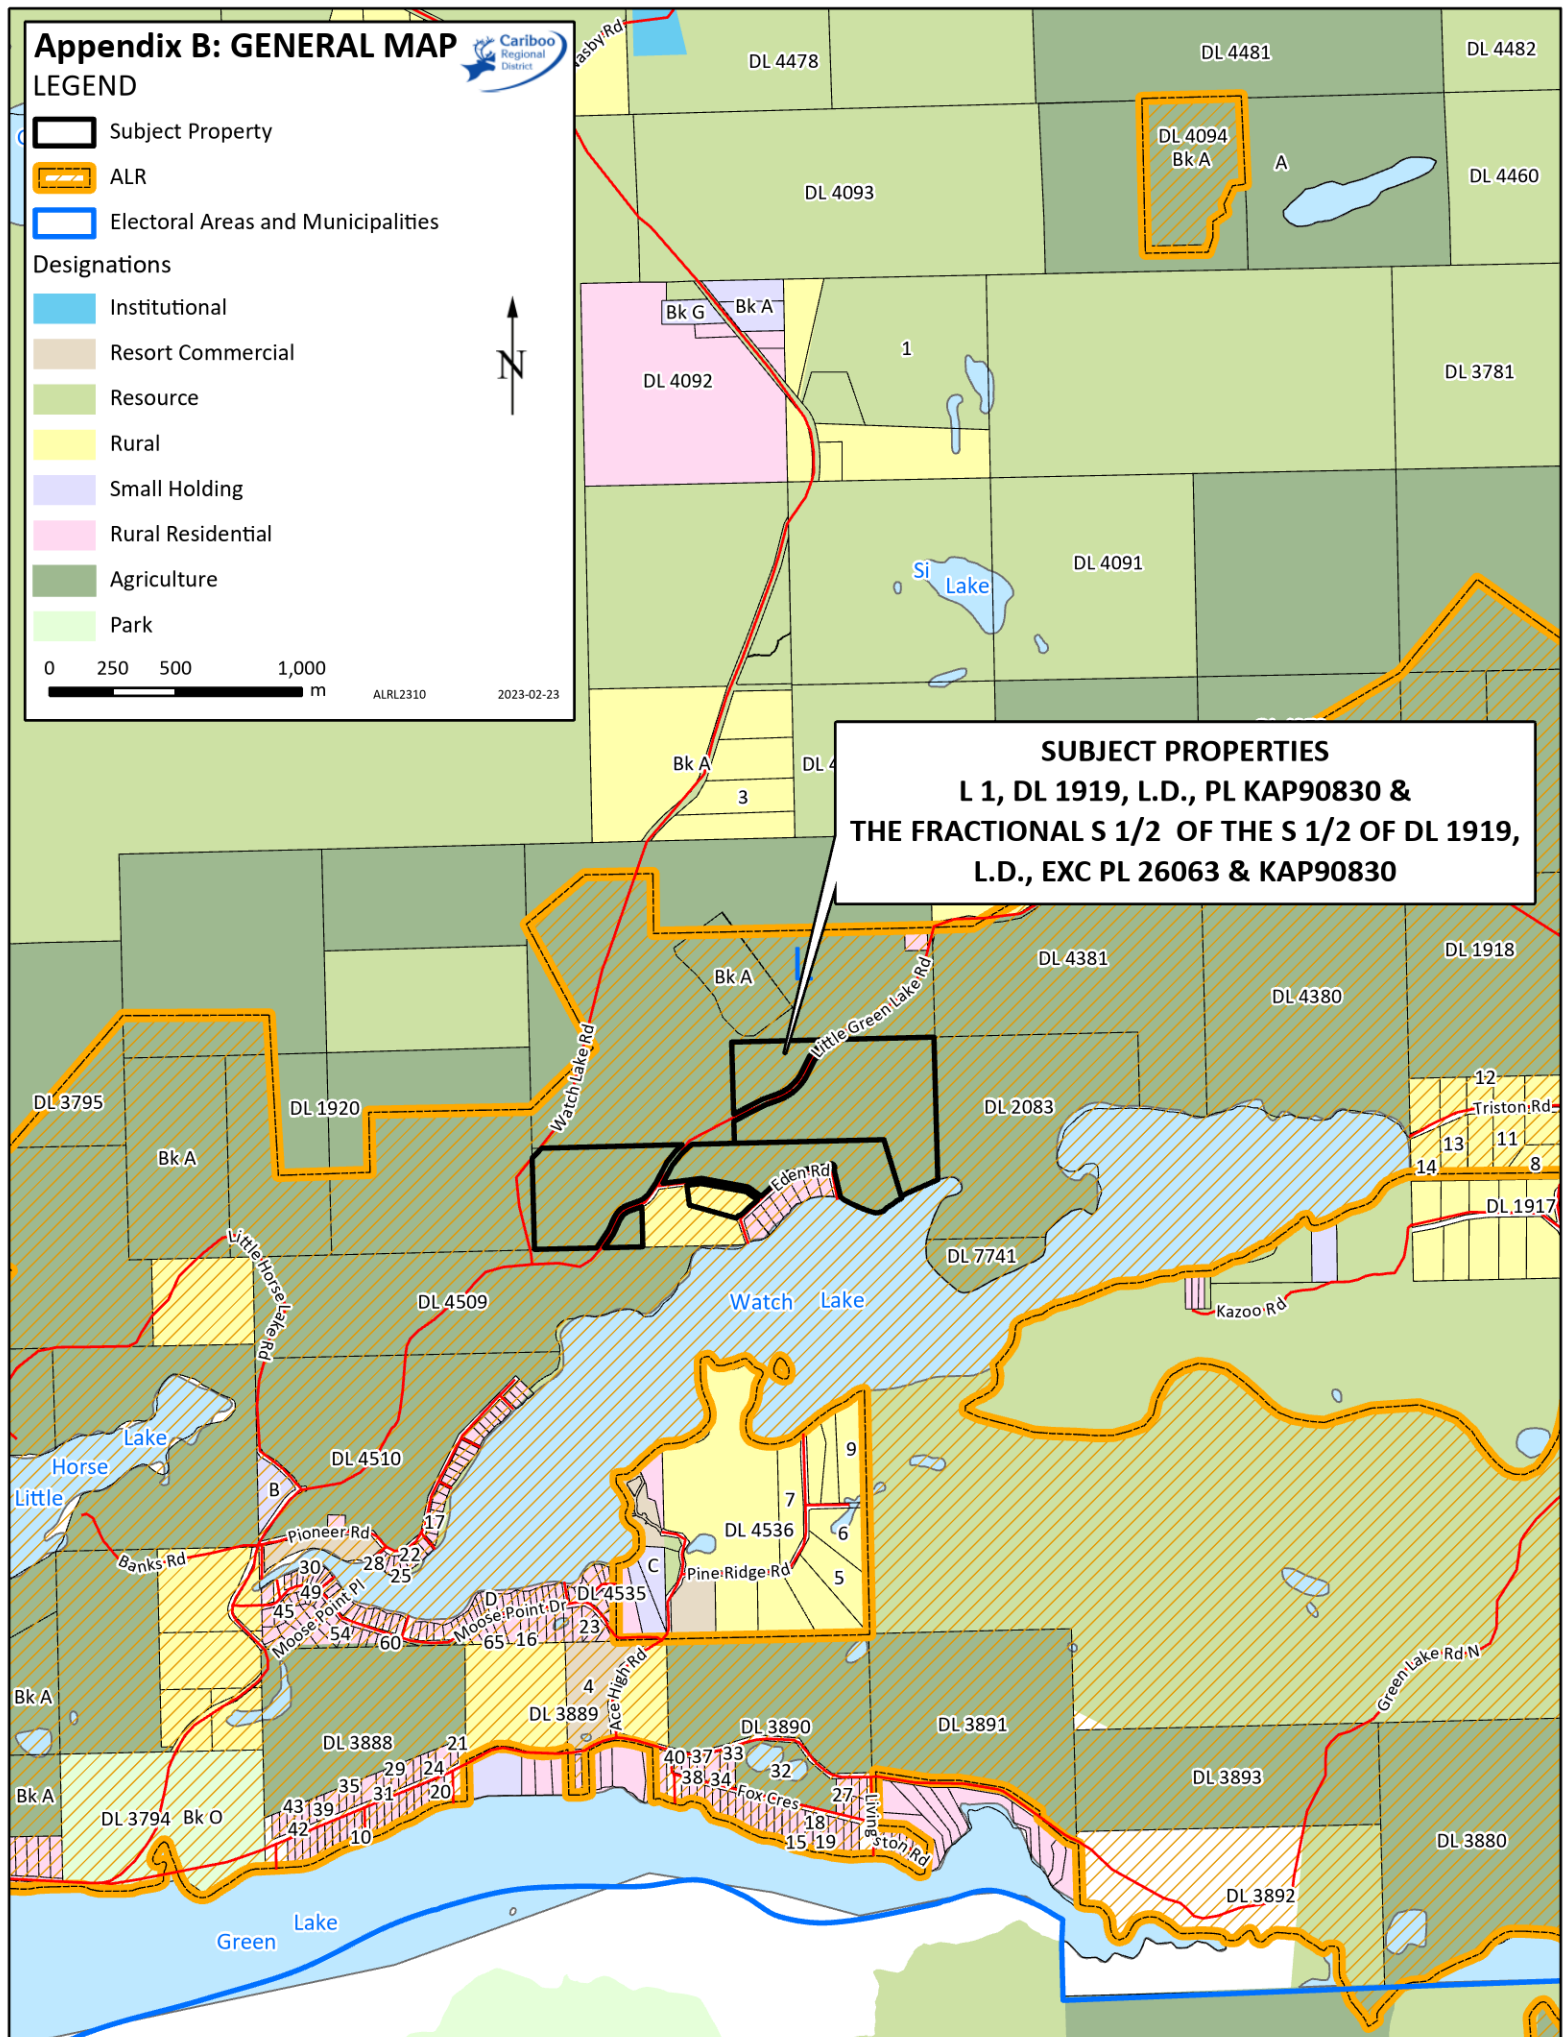 Appendix B: GENERAL MAP
Cariboo
Regional
District
LEGEND
Subject Property
ALR
Electoral Areas and Municipalities
Designations
Institutional
Resort Commercial
Resource
Rural
Small Holding
Rural Residential
Agriculture
Park
N
0 250 500 1,000
m
ALRL2310 2023-02-23
DL 4478
DL 4481
DL 4482
DL 4094
Bk A
A
DL 4460
DL 4093
Bk G
Bk A
1
DL 4092
DL 3781
Si
Lake
DL 4091
Bk A
3
SUBJECT PROPERTIES
L 1, DL 1919, L.D., PL KAP90830 &
THE FRACTIONAL S 1/2 OF THE S 1/2 OF DL 1919,
L.D., EXC PL 26063 & KAP90830
Bk A
L
DL 4381
DL 1918
DL 4380
Little Green Lake Rd
Watch Lake Rd
DL 3795
DL 1920
Bk A
DL 2083
12
Triston Rd
13
11
14
8
DL 1917
Eden Rd
DL 7741
Little Horse Lake Rd
DL 4509
Watch Lake
Kazoo Rd
Lake
Horse
Little
DL 4510
B
9
7
DL 4536
6
5
Pine Ridge Rd
C
17
Pioneer Rd
Banks Rd
28
22
25
30
49
45
Moose Point Pl
54
60
D
Moose Point Dr
DL 4535
65
16
23
Bk A
4
DL 3889
Ace High Rd
DL 3890
DL 3891
Green Lake Rd N
DL 3888
21
29
24
35
31
20
43
39
42
10
40
37
33
38
34
32
27
Fox Cres
18
15
19
Livingston Rd
DL 3893
Bk A
DL 3794
Bk O
DL 3880
DL 3892
Lake
Green